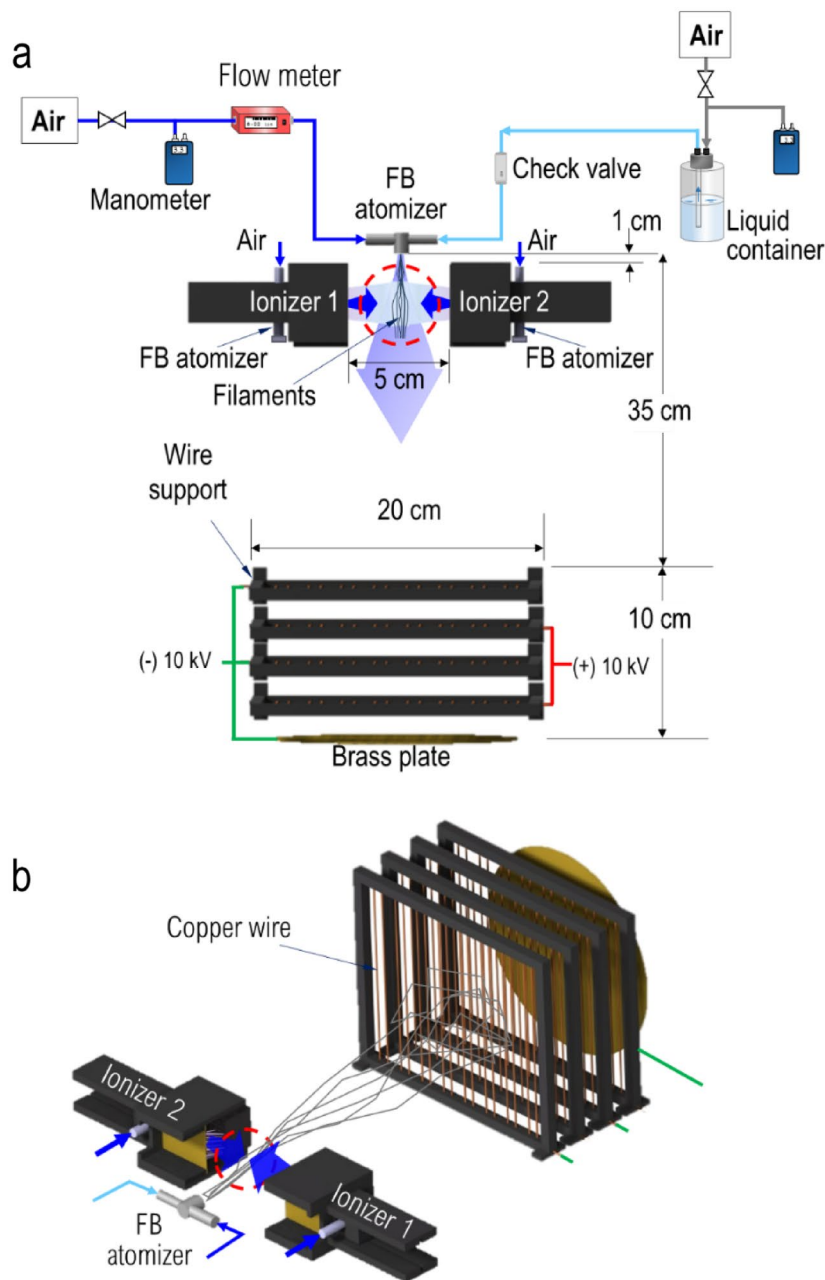 a
Air
Flow meter
Air
Manometer
FB
atomizer
Check valve
1 cm
Liquid
container
Air
Air
Ionizer 1
Ionizer 2
FB atomizer
Filaments
5 cm
FB atomizer
35 cm
Wire
support
20 cm
10 cm
(-) 10 kV
(+) 10 kV
Brass plate
b
Copper wire
Ionizer 2
Ionizer 1
FB
atomizer